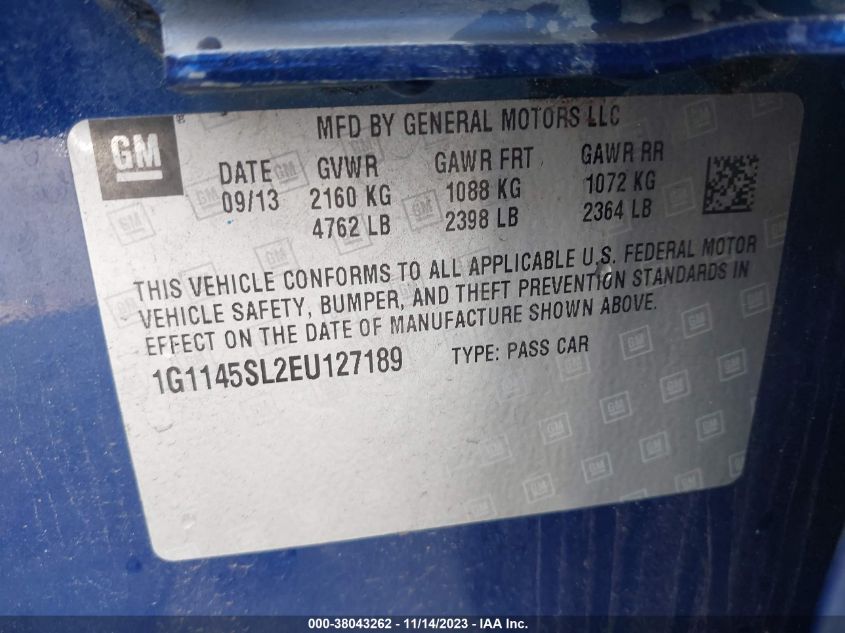 GM
MFD BY GENERAL MOTORS LLC
DATE GVWR GAWR FRT GAWR RR
09/13 2160 KG 1088 KG 1072 KG
4762 LB 2398 LB 2364 LB
THIS VEHICLE CONFORMS TO ALL APPLICABLE U.S. FEDERAL MOTOR
VEHICLE SAFETY, BUMPER, AND THEFT PREVENTION STANDARDS IN
EFFECT ON THE DATE OF MANUFACTURE SHOWN ABOVE.
1G1145SL2EU127189 TYPE: PASS CAR
000-38043262 - 11/14/2023 - IAA Inc.